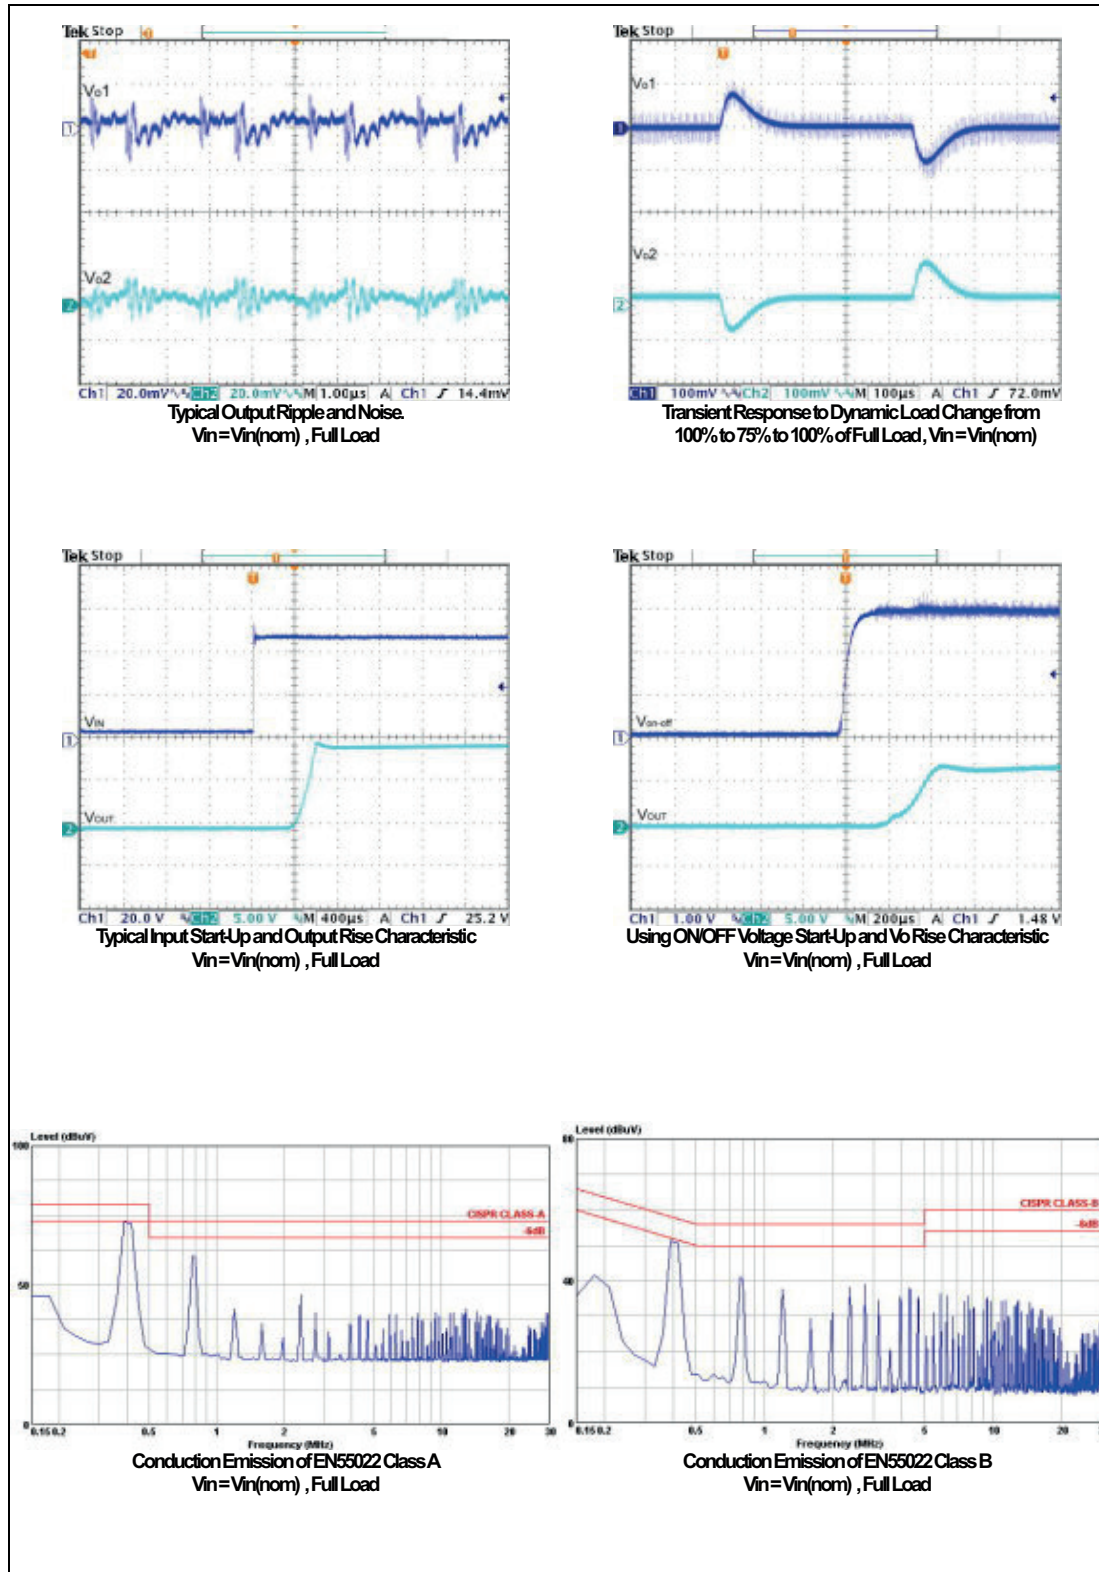 Tek Stop
Vo1
Vo2
Ch1 20.0mV Ch2 20.0mV M 1.00µs A Ch1 14.4mV
Typical Output Ripple and Noise.
Vin = Vin(nom) , Full Load
Tek Stop
Vo1
Vo2
Ch1 100mV Ch2 100mV M 100µs A Ch1 72.0mV
Transient Response to Dynamic Load Change from
100% to 75% to 100% of Full Load , Vin = Vin(nom)
Tek Stop
VIN
VOUT
Ch1 20.0 V Ch2 5.00 V M 400µs A Ch1 25.2 V
Typical Input Start-Up and Output Rise Characteristic
Vin = Vin(nom) , Full Load
Tek Stop
Von-off
VOUT
Ch1 1.00 V Ch2 5.00 V M 200µs A Ch1 1.48 V
Using ON/OFF Voltage Start-Up and Vo Rise Characteristic
Vin = Vin(nom) , Full Load
Level (dBuV)
100
CISPR CLASS-A
-6dB
50
0
0.15 0.2 0.5 1 2 5 10 20 30
Frequency (MHz)
Conduction Emission of EN55022 Class A
Vin = Vin(nom) , Full Load
Level (dBuV)
80
CISPR CLASS-B
-6dB
40
0
0.15 0.2 0.5 1 2 5 10 20
Frequency (MHz)
Conduction Emission of EN55022 Class B
Vin = Vin(nom) , Full Load